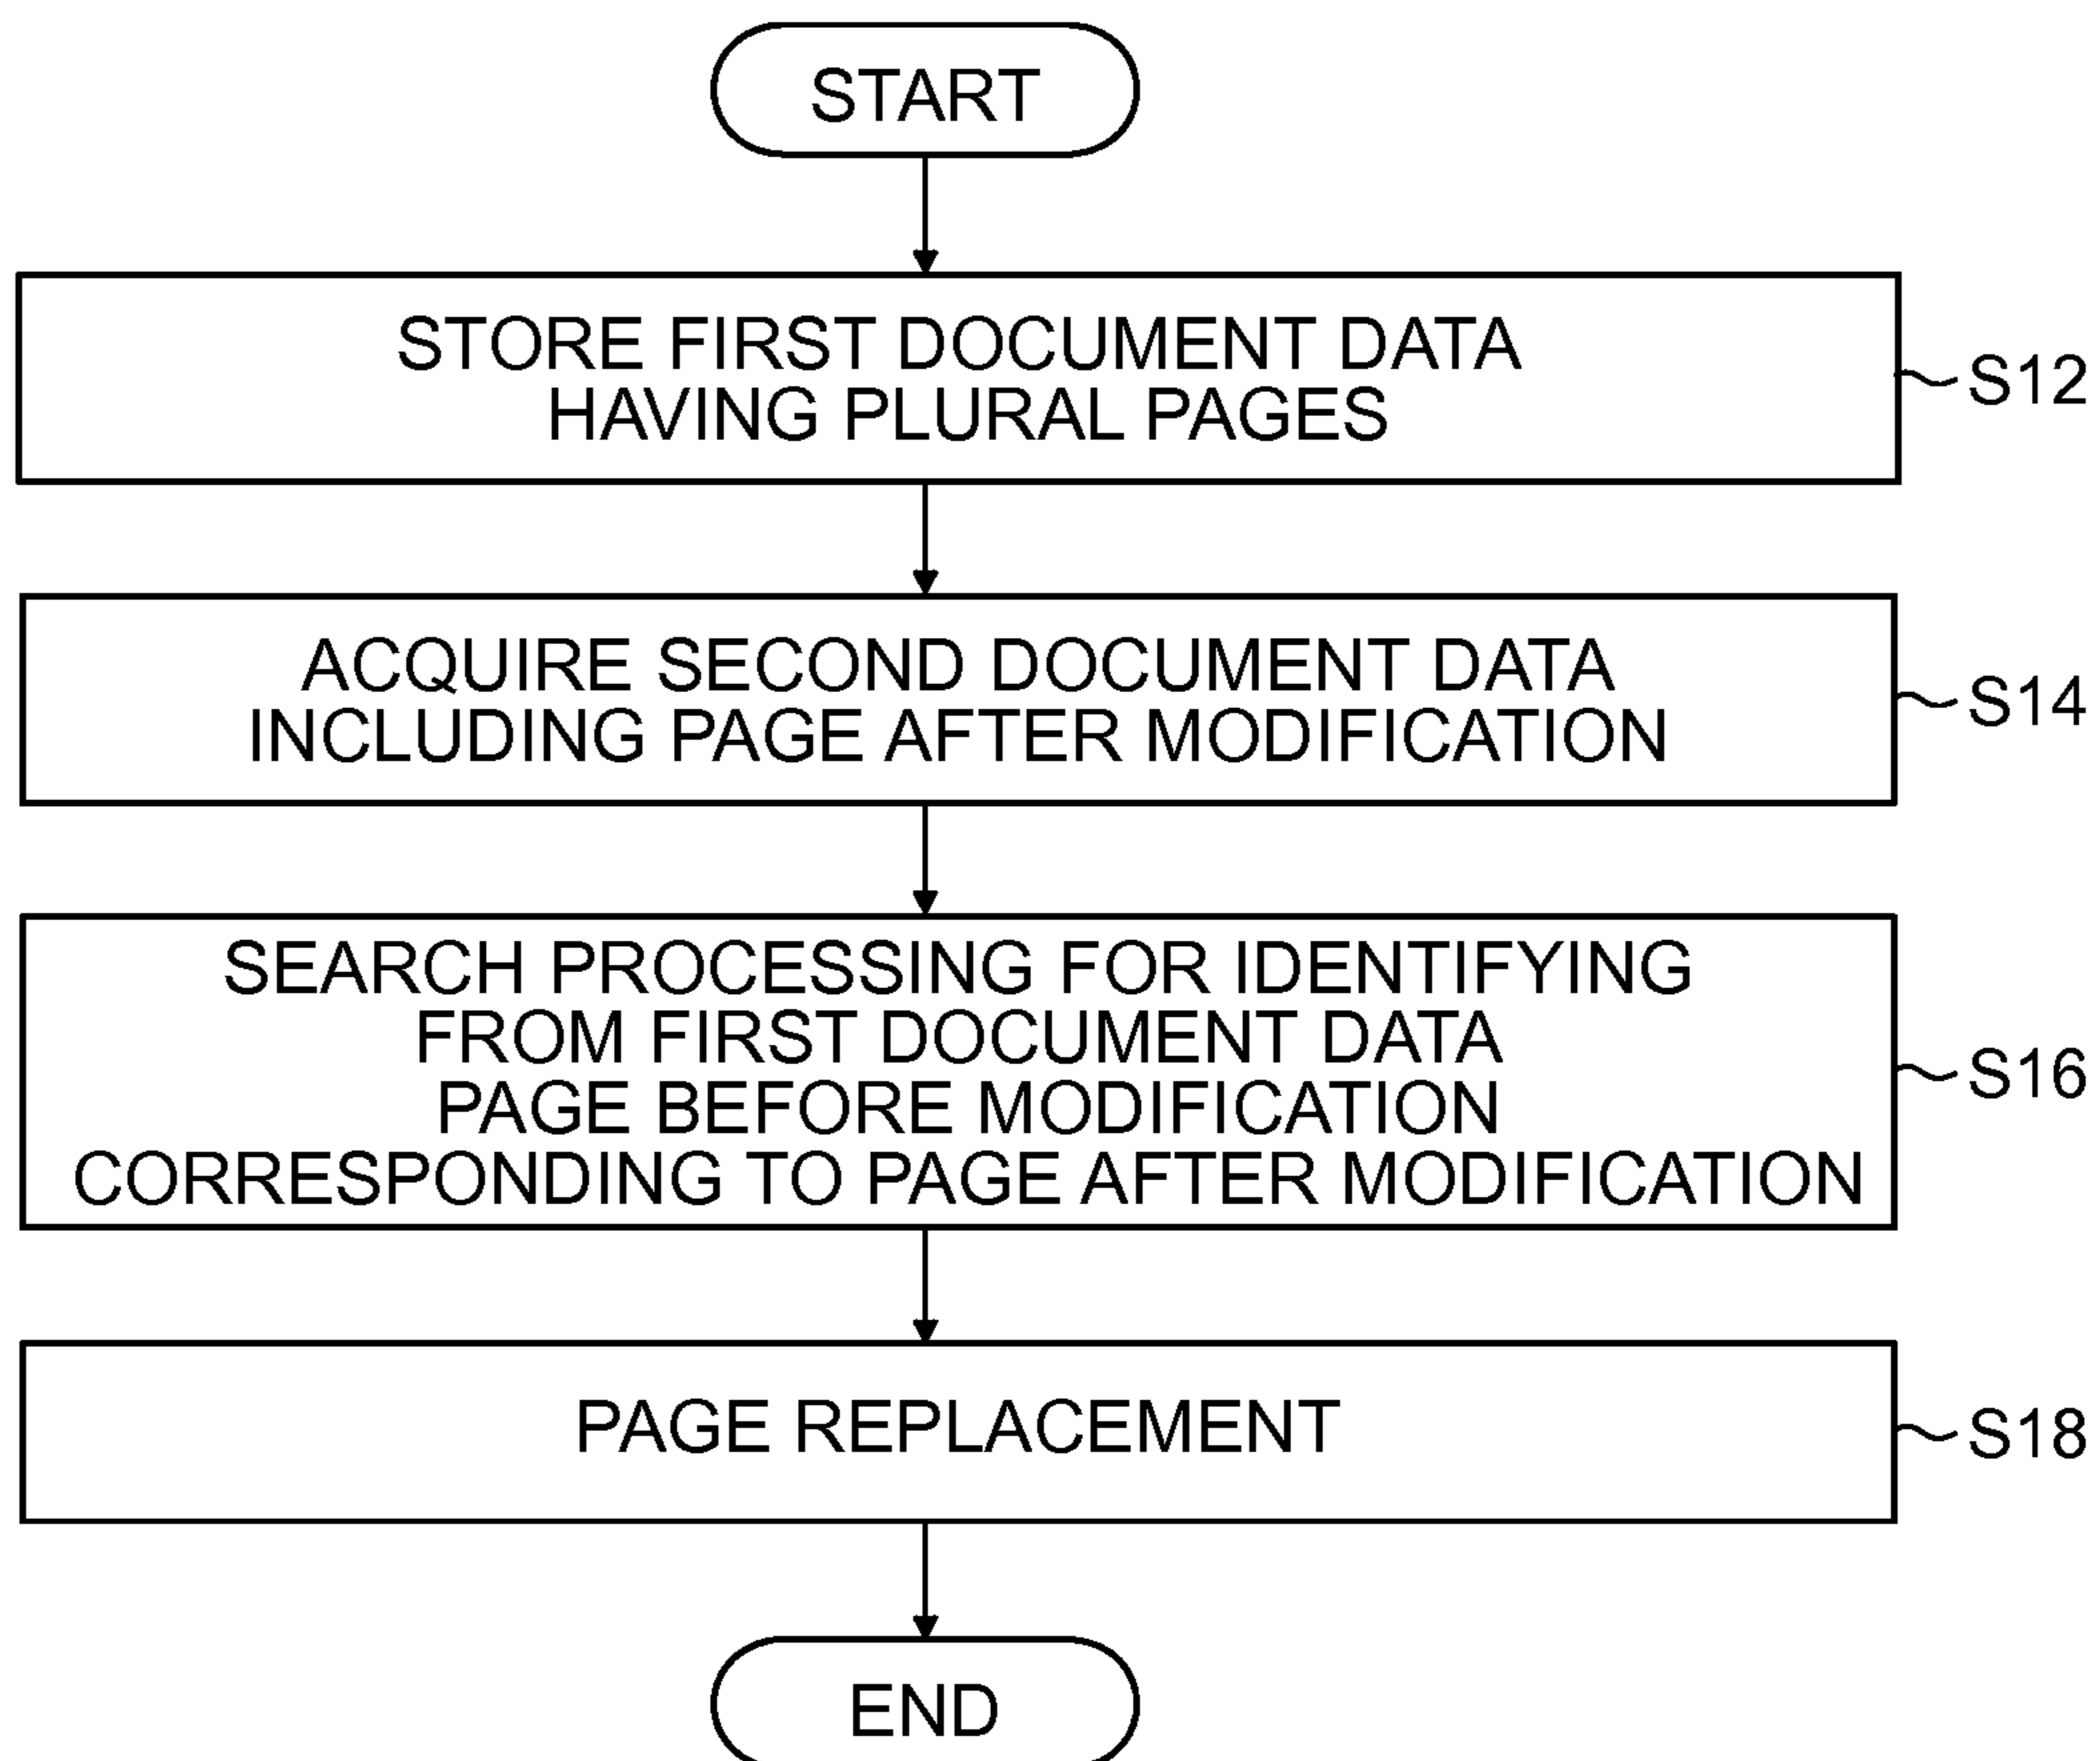 START
STORE FIRST DOCUMENT DATA
HAVING PLURAL PAGES
S12
ACQUIRE SECOND DOCUMENT DATA
INCLUDING PAGE AFTER MODIFICATION
S14
SEARCH PROCESSING FOR IDENTIFYING
FROM FIRST DOCUMENT DATA
PAGE BEFORE MODIFICATION
CORRESPONDING TO PAGE AFTER MODIFICATION
S16
PAGE REPLACEMENT
S18
END